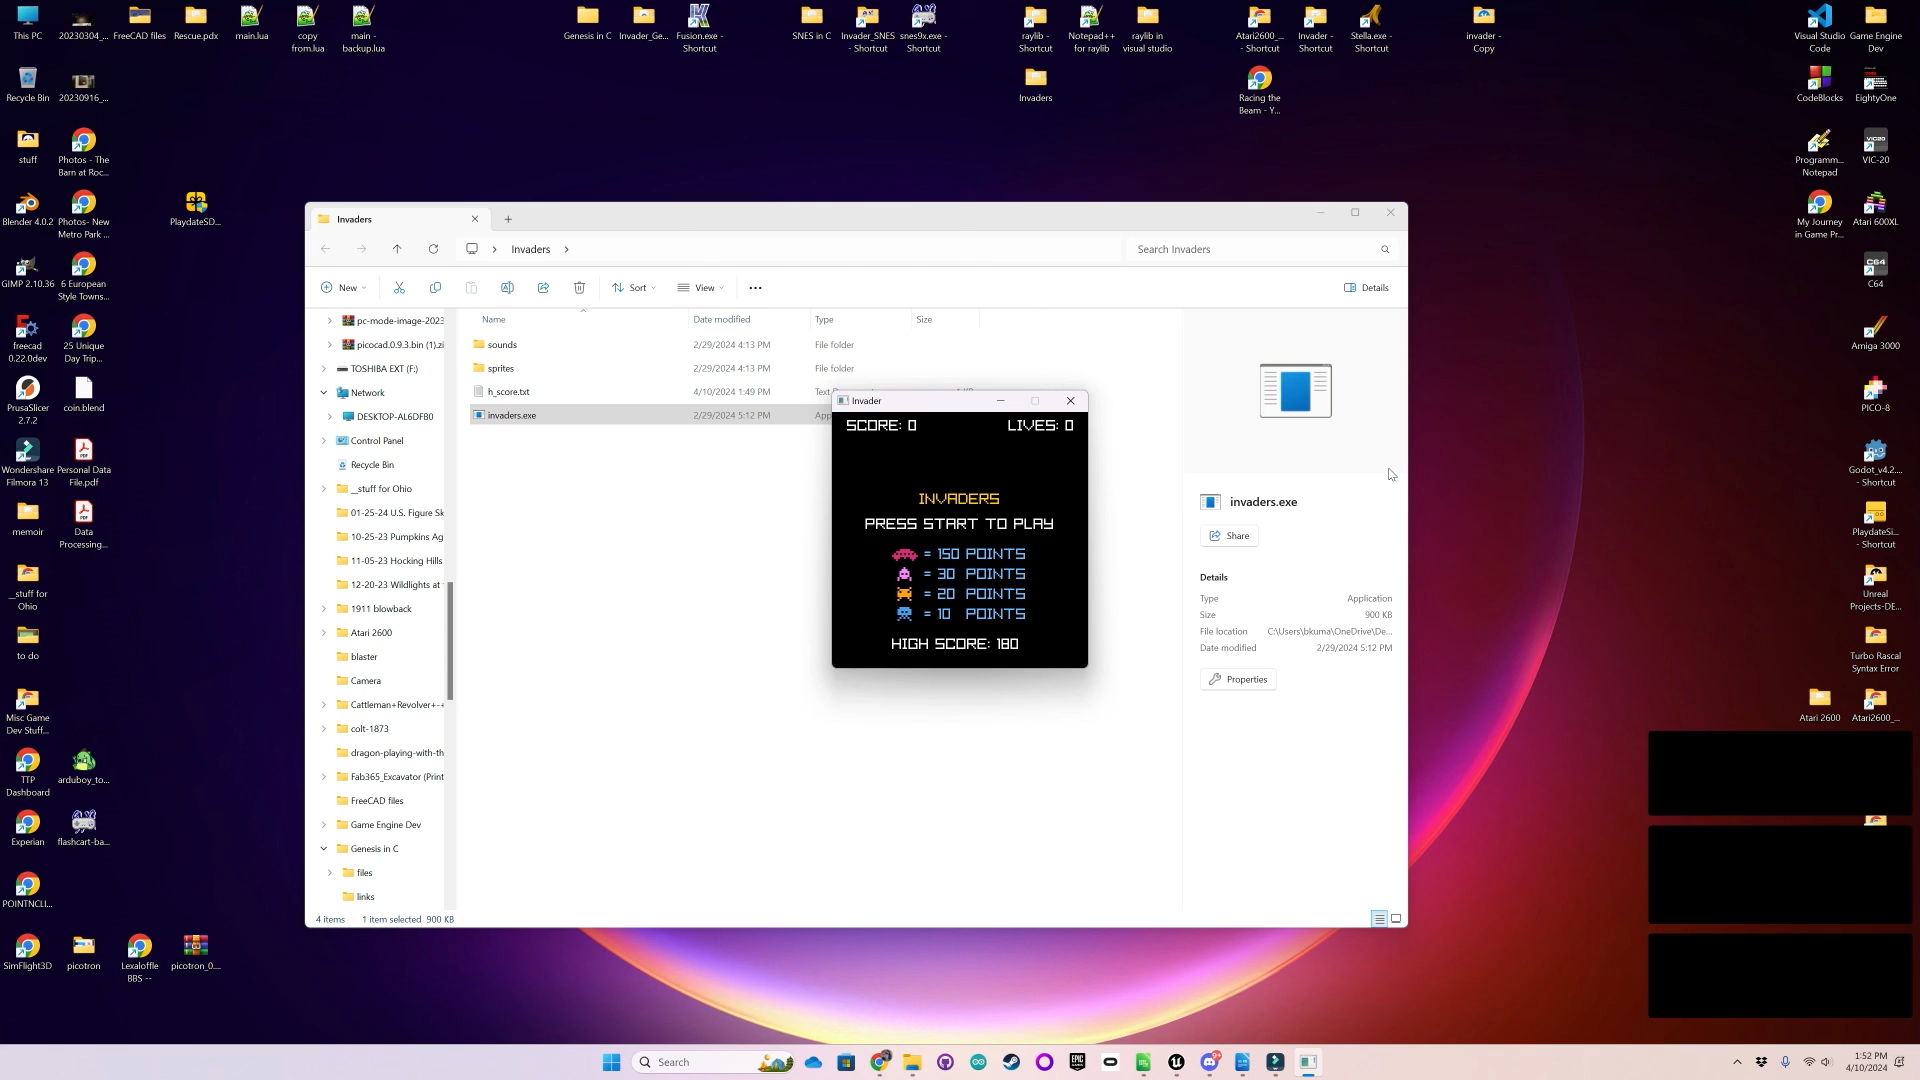 This PC
20230304_...
FreeCAD files
Rescue.pdx
main.lua
copy
from.lua
main -
backup.lua
Genesis in C
Invader_Ge...
Fusion.exe -
Shortcut
SNES in C
Invader_SNES
- Shortcut
snes9x.exe -
Shortcut
raylib -
Shortcut
Notepad++
for raylib
raylib in
visual studio
Atari2600_...
- Shortcut
Invader -
Shortcut
Stella.exe -
Shortcut
invader -
Copy
Visual Studio
Code
Game Engine
Dev
Recycle Bin
20230916_...
Invaders
Racing the
Beam - Y...
CodeBlocks
EightyOne
stuff
Photos - The
Barn at Roc...
Programm...
Notepad
VIC20
VIC-20
Blender 4.0.2
Photos- New
Metro Park ...
PlaydateSD...
My Journey
in Game Pr...
Atari 600XL
GIMP 2.10.36
6 European
Style Towns...
C64
C64
freecad
0.22.0dev
25 Unique
Day Trip...
Amiga 3000
PrusaSlicer
2.7.2
coin.blend
PICO-8
Wondershare
Filmora 13
Personal Data
File.pdf
Godot_v4.2....
- Shortcut
memoir
Data
Processing...
PlaydateSi...
- Shortcut
__stuff for
Ohio
Unreal
Projects-DE...
to do
Turbo Rascal
Syntax Error
Misc Game
Dev Stuff...
Atari 2600
Atari2600_...
TTP
Dashboard
arduboy_to...
Experian
flashcart-ba...
POINTNCLI...
SimFlight3D
picotron
Lexaloffle
BBS --
picotron_0....
Invaders
Invaders
Search Invaders
New
Sort
View
Details
pc-mode-image-2023
picocad.0.9.3.bin (1).zi
TOSHIBA EXT (F:)
Network
DESKTOP-AL6DFB0
Control Panel
Recycle Bin
__stuff for Ohio
01-25-24 U.S. Figure Sk
10-25-23 Pumpkins Ag
11-05-23 Hocking Hills
12-20-23 Wildlights at
1911 blowback
Atari 2600
blaster
Camera
Cattleman+Revolver+-+
colt-1873
dragon-playing-with-th
Fab365_Excavator (Print
FreeCAD files
Game Engine Dev
Genesis in C
files
links
Name Date modified Type Size
sounds 2/29/2024 4:13 PM File folder
sprites 2/29/2024 4:13 PM File folder
h_score.txt 4/10/2024 1:49 PM
invaders.exe 2/29/2024 5:12 PM
Invader
SCORE: 0 LIVES: 0
INVADERS
PRESS START TO PLAY
= 150 POINTS
= 30 POINTS
= 20 POINTS
= 10 POINTS
HIGH SCORE: 180
invaders.exe
Share
Details
Type Application
Size 900 KB
File location C:\Users\bkuma\OneDrive\De...
Date modified 2/29/2024 5:12 PM
Properties
4 items 1 item selected 900 KB
Search
EPIC
9+
1:52 PM
4/10/2024